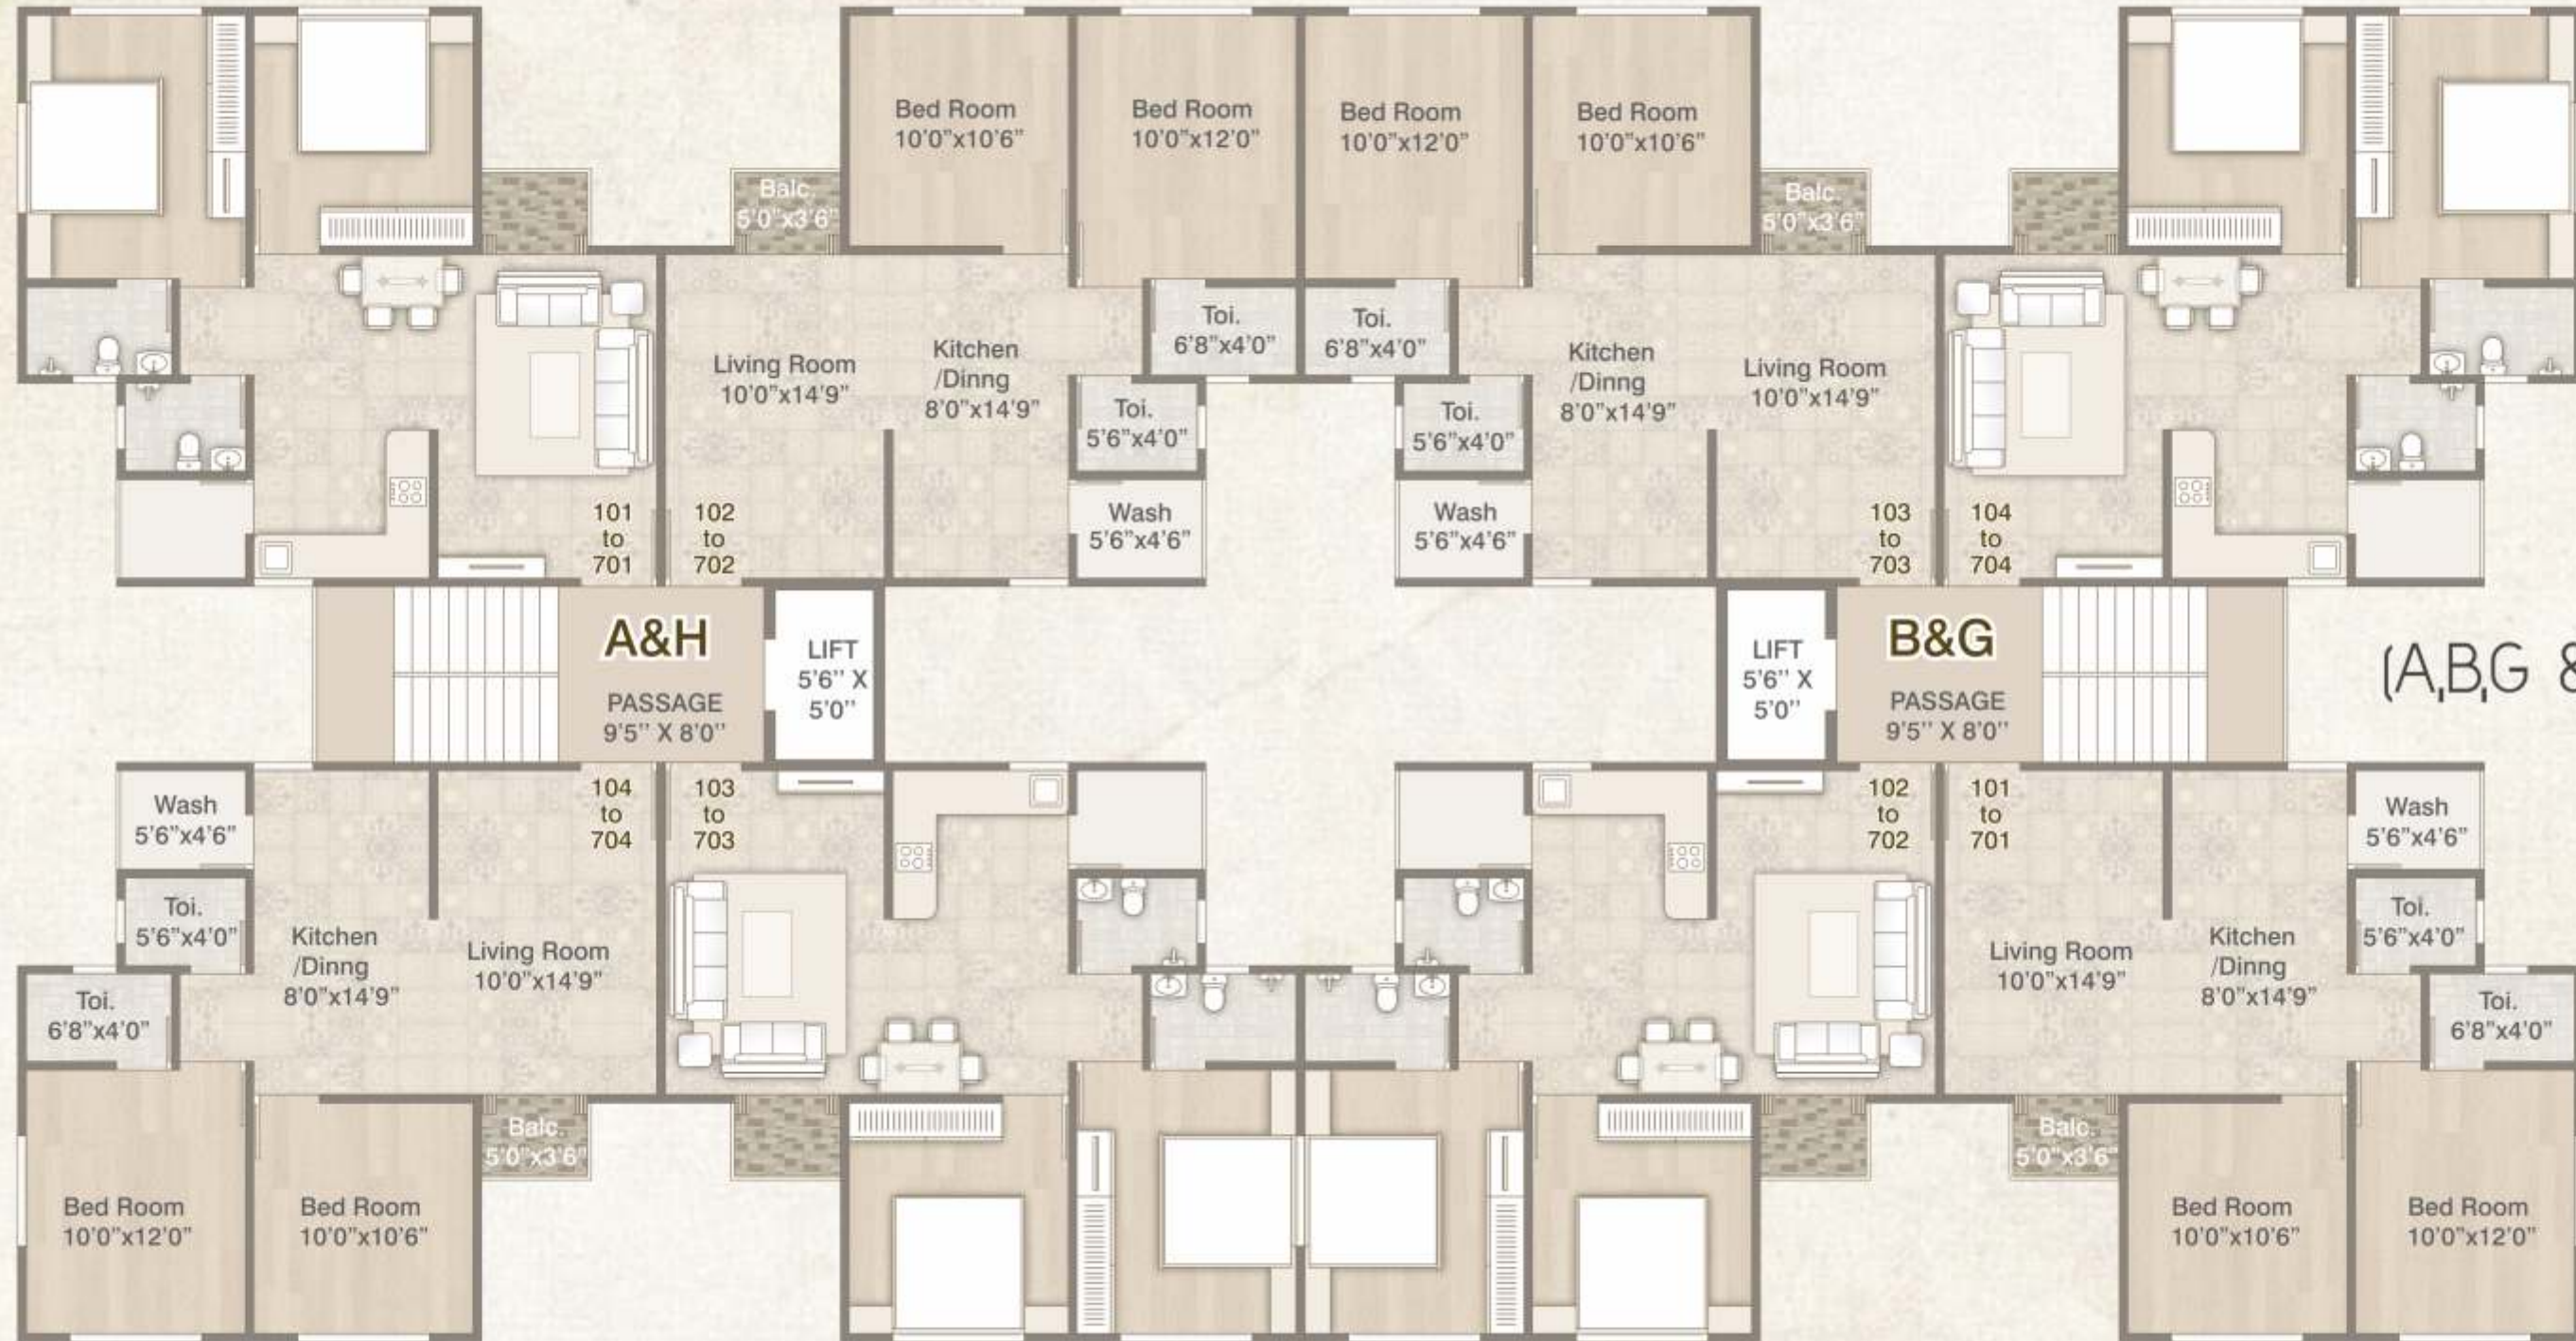 Bed Room
10'0"x10'6"
Bed Room
10'0"x12'0"
Bed Room
10'0"x12'0"
Bed Room
10'0"x10'6"
Balc.
5'0"x3'6"
Balc.
5'0"x3'6"
Living Room
10'0"x14'9"
Kitchen
/Dinng
8'0"x14'9"
Toi.
6'8"x4'0"
Toi.
6'8"x4'0"
Toi.
5'6"x4'0"
Toi.
5'6"x4'0"
Kitchen
/Dinng
8'0"x14'9"
Living Room
10'0"x14'9"
Wash
5'6"x4'6"
Wash
5'6"x4'6"
101
to
701
102
to
702
103
to
703
104
to
704
A&H
PASSAGE
9'5'' X 8'0''
LIFT
5'6'' X
5'0''
LIFT
5'6'' X
5'0''
B&G
PASSAGE
9'5'' X 8'0''
(A,B,G &
104
to
704
103
to
703
102
to
702
101
to
701
Wash
5'6"x4'6"
Toi.
5'6"x4'0"
Kitchen
/Dinng
8'0"x14'9"
Living Room
10'0"x14'9"
Toi.
6'8"x4'0"
Living Room
10'0"x14'9"
Kitchen
/Dinng
8'0"x14'9"
Wash
5'6"x4'6"
Toi.
5'6"x4'0"
Toi.
6'8"x4'0"
Balc.
5'0"x3'6"
Balc.
5'0"x3'6"
Bed Room
10'0"x12'0"
Bed Room
10'0"x10'6"
Bed Room
10'0"x10'6"
Bed Room
10'0"x12'0"